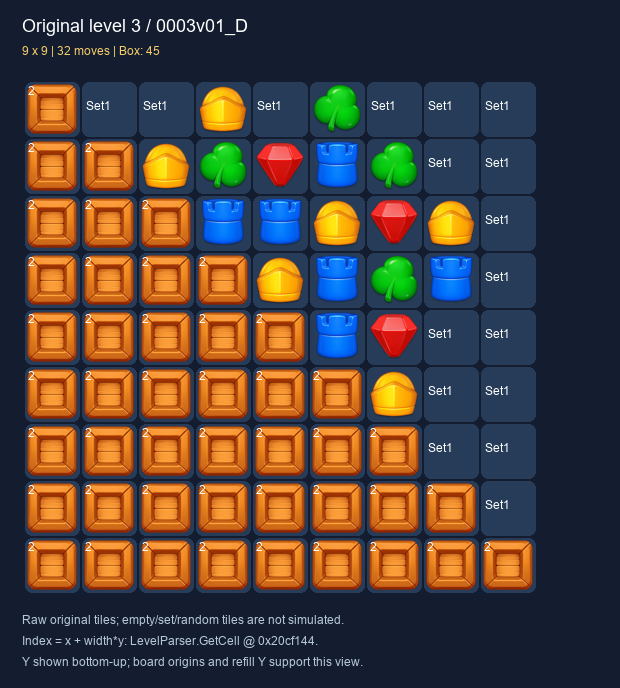 Original level 3 / 0003v01_D
9 x 9 | 32 moves | Box: 45
2 Set1 Set1 Set1 Set1 Set1 Set1
2 2 Set1 Set1
2 2 2 Set1
2 2 2 2 Set1
2 2 2 2 2 Set1 Set1
2 2 2 2 2 2 Set1 Set1
2 2 2 2 2 2 2 Set1 Set1
2 2 2 2 2 2 2 2 Set1
2 2 2 2 2 2 2 2 2
Raw original tiles; empty/set/random tiles are not simulated.
Index = x + width*y: LevelParser.GetCell @ 0x20cf144.
Y shown bottom-up; board origins and refill Y support this view.